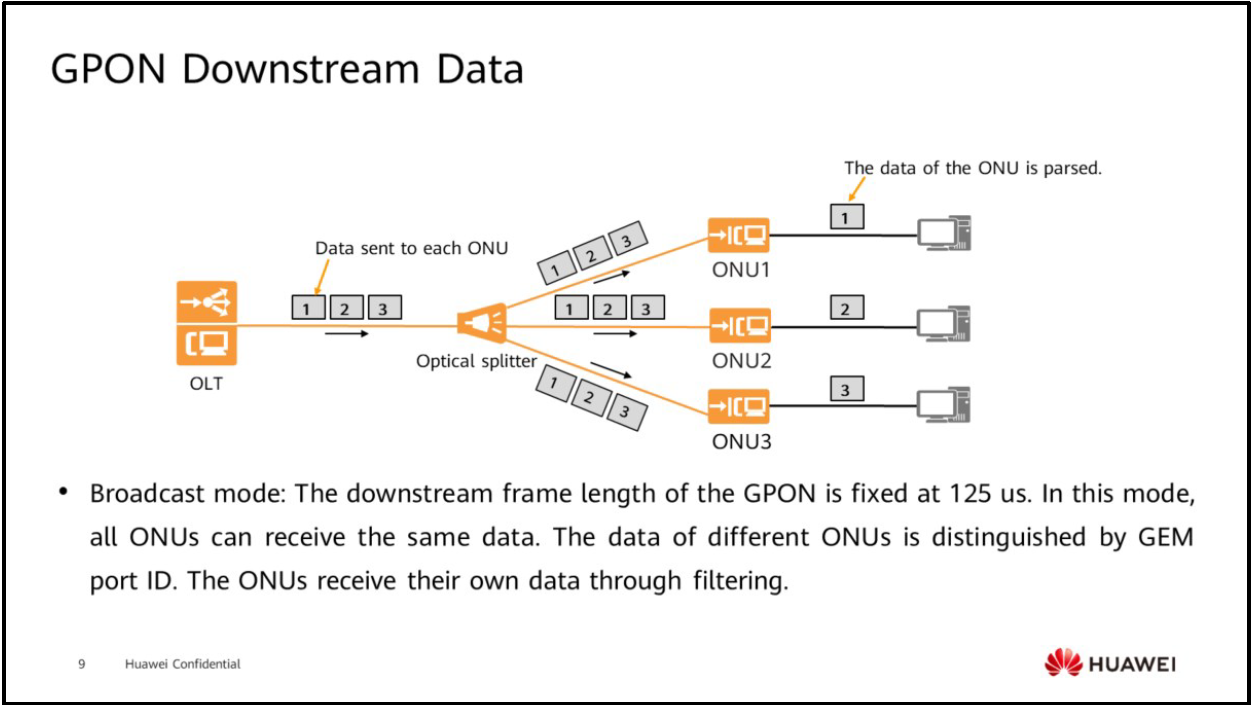 GPON Downstream Data
The data of the ONU is parsed.
1
1 2 3
Data sent to each ONU
ONU1
1 2 3
1 2 3
2
OLT
Optical splitter
ONU2
1 2 3
3
ONU3
• Broadcast mode: The downstream frame length of the GPON is fixed at 125 us. In this mode,
all ONUs can receive the same data. The data of different ONUs is distinguished by GEM
port ID. The ONUs receive their own data through filtering.
9 Huawei Confidential
HUAWEI